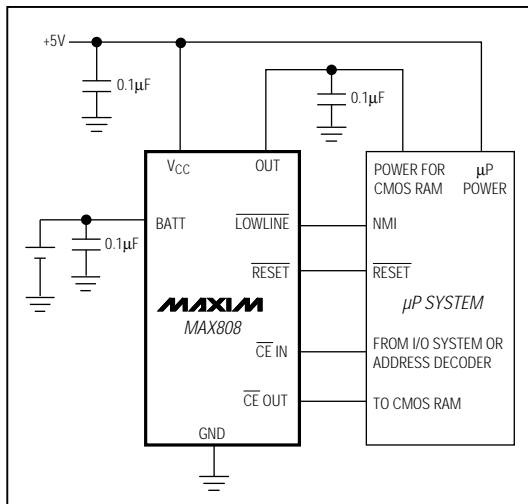 +5V
0.1µF
0.1µF
VCC
OUT
POWER FOR
CMOS RAM
µP
POWER
BATT
LOWLINE
NMI
0.1µF
RESET
RESET
MAXIM
MAX808
µP SYSTEM
CE IN
FROM I/O SYSTEM OR
ADDRESS DECODER
CE OUT
TO CMOS RAM
GND